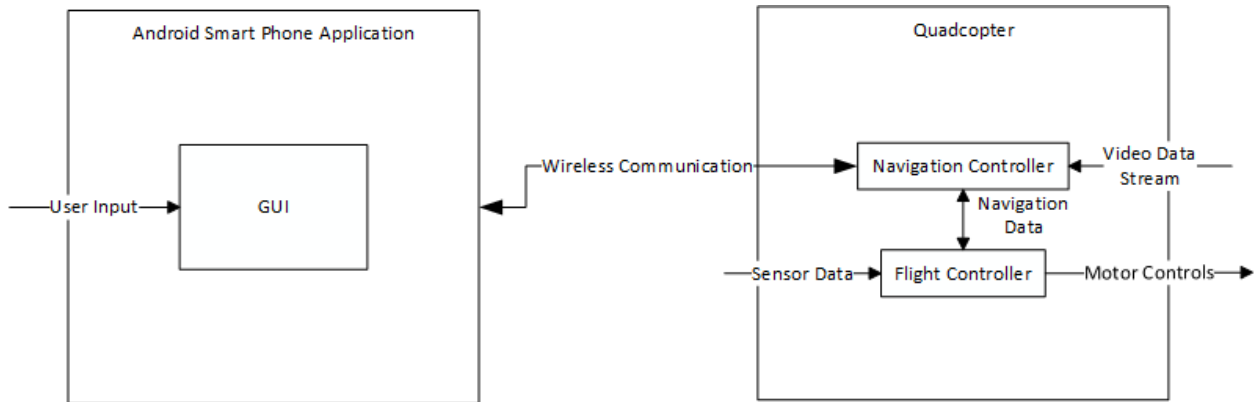 Android Smart Phone Application
Quadcopter
Wireless Communication
Navigation Controller
Video Data
Stream
User Input
GUI
Navigation
Data
Sensor Data
Flight Controller
Motor Controls